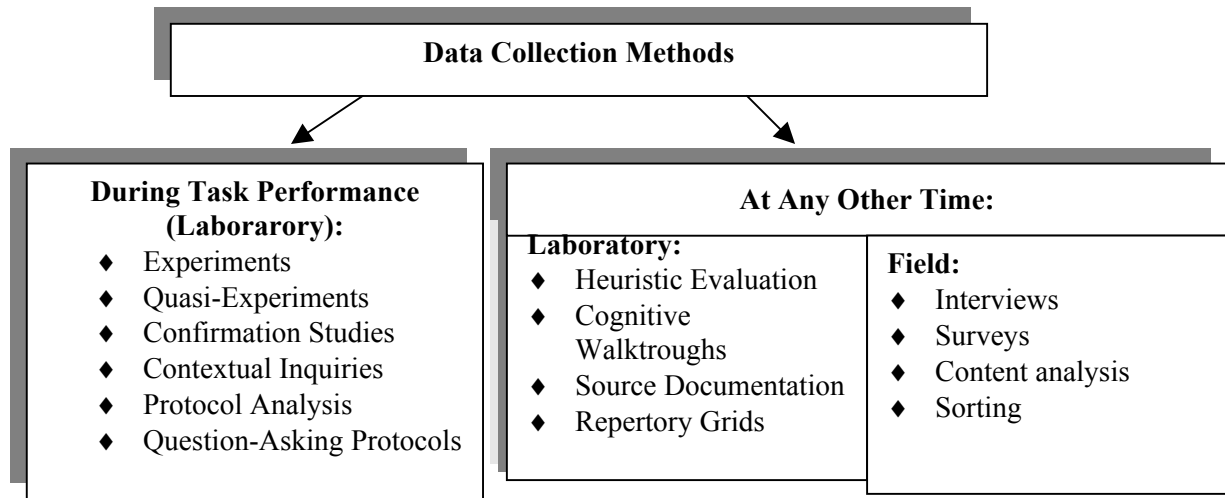 Data Collection Methods
During Task Performance
(Laborarory):
♦ Experiments
♦ Quasi-Experiments
♦ Confirmation Studies
♦ Contextual Inquiries
♦ Protocol Analysis
♦ Question-Asking Protocols
At Any Other Time:
Laboratory:
♦ Heuristic Evaluation
♦ Cognitive
Walktroughs
♦ Source Documentation
♦ Repertory Grids
Field:
♦ Interviews
♦ Surveys
♦ Content analysis
♦ Sorting